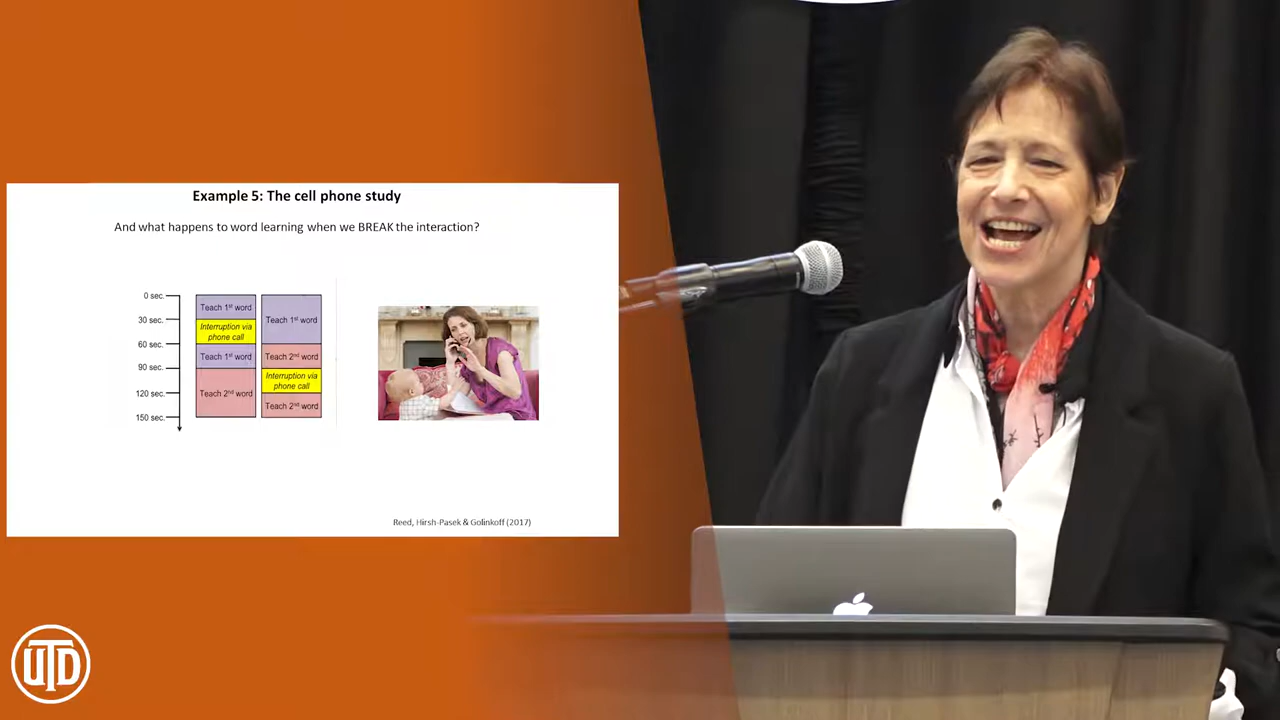 Example 5: The cell phone study
And what happens to word learning when we BREAK the interaction?
0 sec.
30 sec.
60 sec.
90 sec.
120 sec.
150 sec.
Teach 1st word
Interruption via
phone call
Teach 1st word
Teach 2nd word
Teach 1st word
Teach 2nd word
Interruption via
phone call
Teach 2nd word
Reed, Hirsh-Pasek & Golinkoff (2017)
UTD